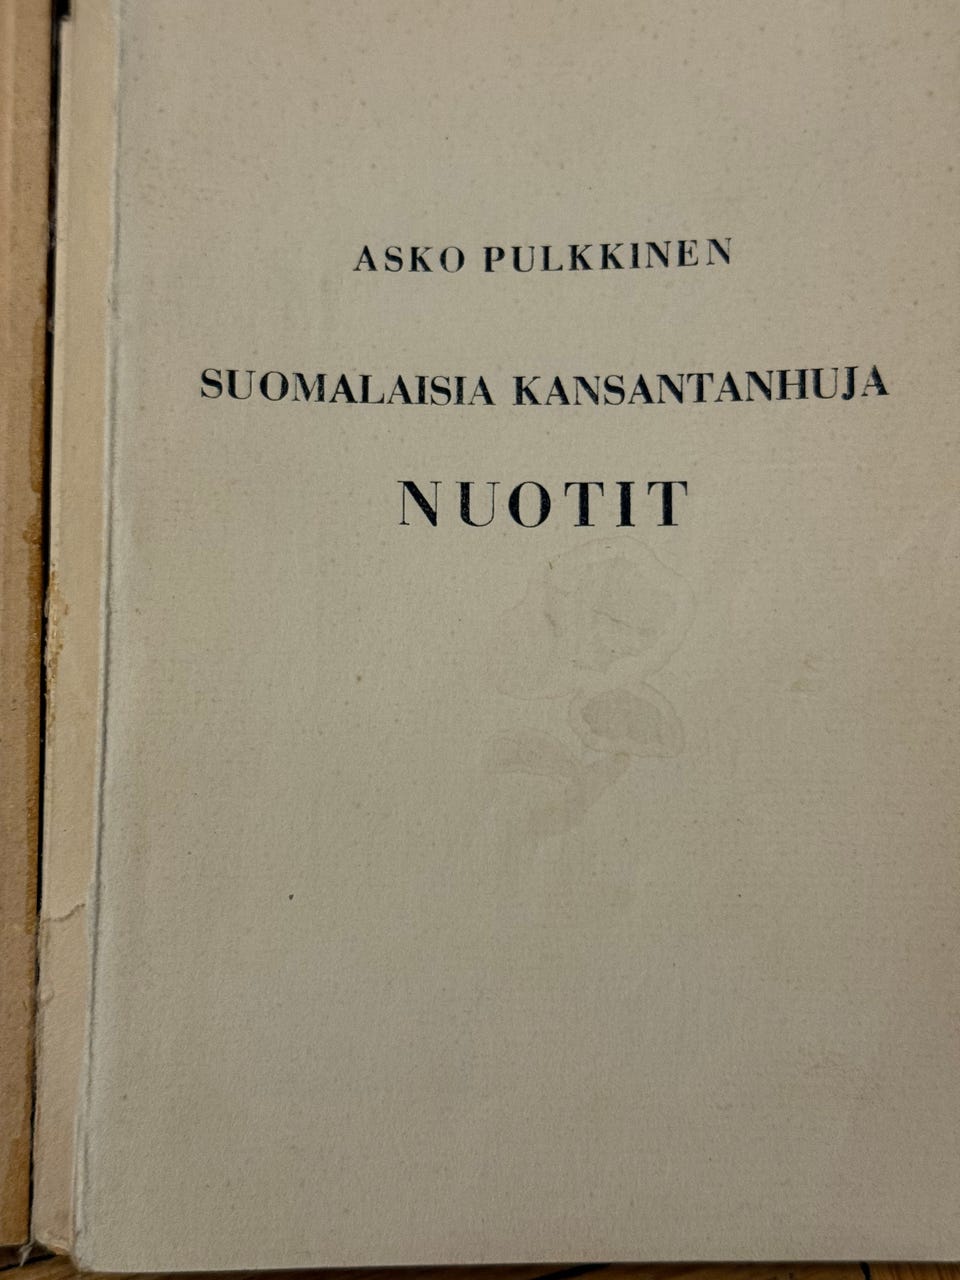 ASKO PULKKINEN
SUOMALAISIA KANSANTANHUJA
NUOTIT